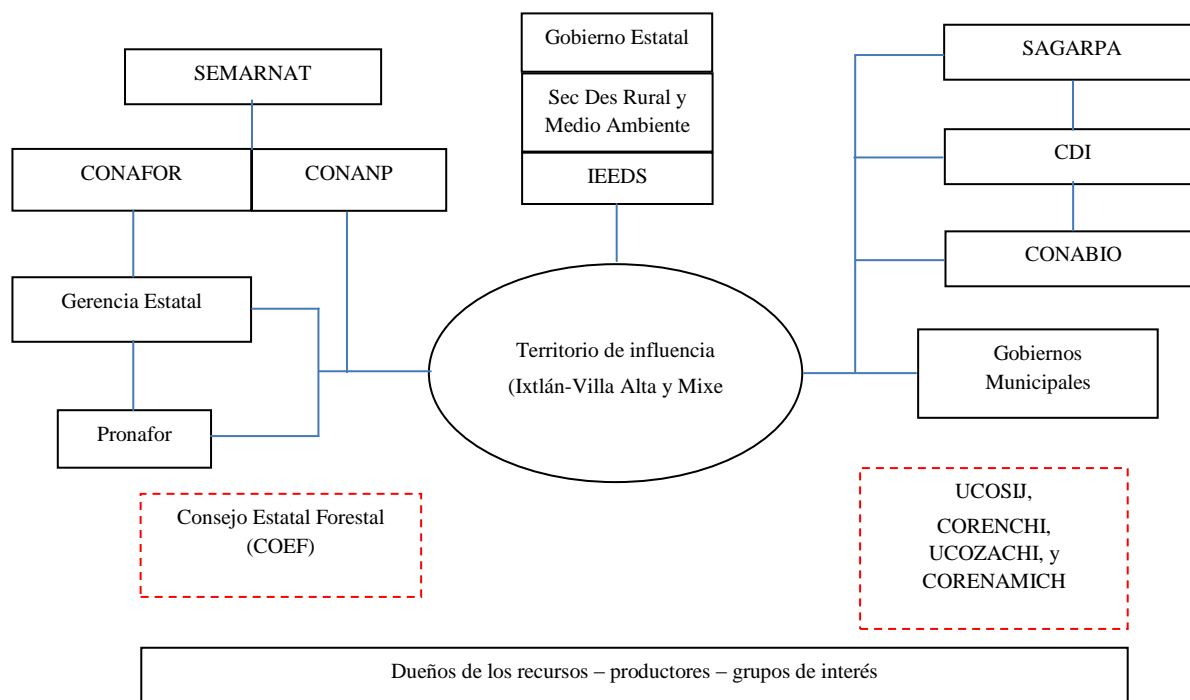 Gobierno Estatal
Sec Des Rural y
Medio Ambiente
IEEDS
SEMARNAT
CONAFOR
CONANP
Gerencia Estatal
Pronafor
SAGARPA
CDI
CONABIO
Gobiernos
Municipales
Territorio de influencia
(Ixtlán-Villa Alta y Mixe
Consejo Estatal Forestal
(COEF)
UCOSIJ,
CORENCHI,
UCOZACHI, y
CORENAMICH
Dueños de los recursos – productores – grupos de interés